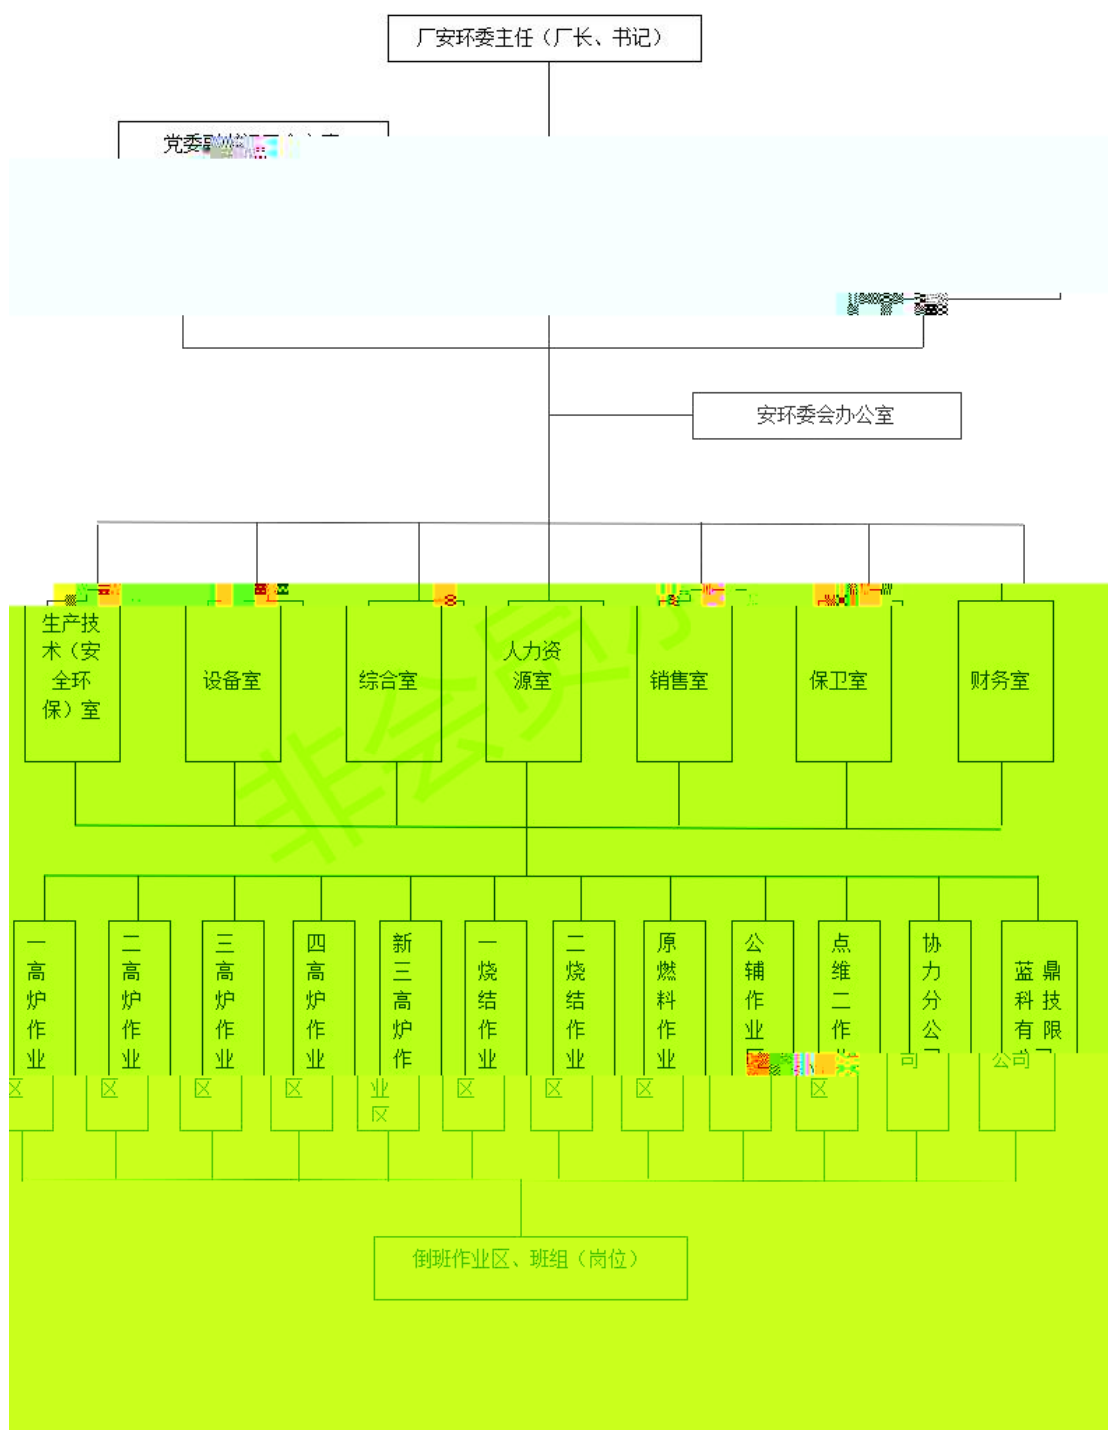 厂安环委主任（厂长、书记）
党委
安环委会办公室
生产技
术（安
全环
保）室
设备室
综合室
人力资
源室
销售室
保卫室
财务室
一高炉作业区
二高炉作业区
三高炉作业区
四高炉作业区
新三高炉作业区
一烧结作业区
二烧结作业区
原燃料作业区
公辅作业
点维二作业区
协力分公司
蓝鼎
科技
有限
公司
倒班作业区、班组（岗位）
非会员水